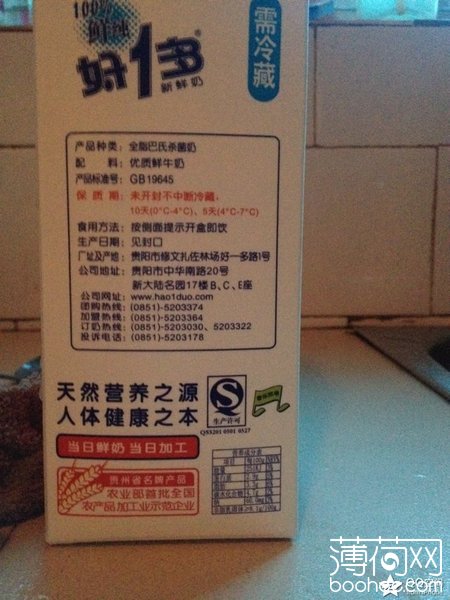 100%
鲜纯
好1多
新鲜奶
需冷藏
产品种类：全脂巴氏杀菌奶
配　　料：优质鲜牛奶
产品标准号：GB19645
保 质 期：未开封不中断冷藏，
10天(0°C-4°C)、5天(4°C-7°C)
食用方法：按侧面提示开盒即饮
生产日期：见封口
厂址及产地：贵阳市修文扎佐林场好一多路1号
公司地址：贵阳市中华南路20号
新大陆名园17楼B、C、E座
公司网址：www.hao1duo.com
团购热线：(0851)-5203374
加盟热线：(0851)-5203364
订奶热线：(0851)-5203030、5203322
投诉电话：(0851)-5203178
天然营养之源
人体健康之本
生产许可
QS5201 0501 0527
当日鲜奶 当日加工
贵州省名牌产品
农业部首批全国
农产品加工业示范企业
营养成分表
薄荷网
boohee.com